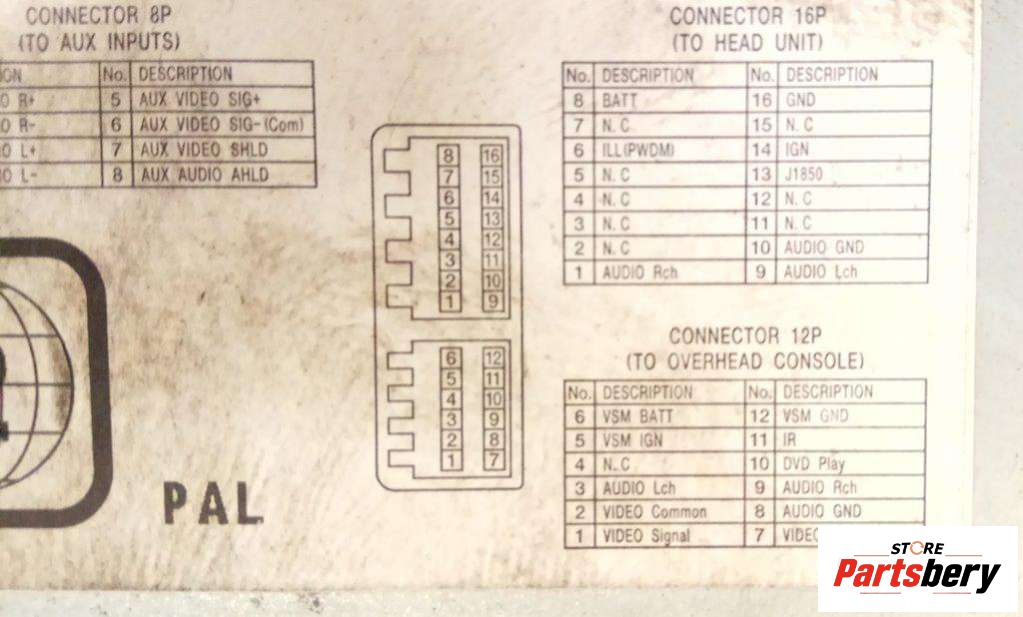 CONNECTOR 8P
(TO AUX INPUTS)
No. DESCRIPTION
R+ 5 AUX VIDEO SIG+
R- 6 AUX VIDEO SIG-(Com)
L+ 7 AUX VIDEO SHLD
L- 8 AUX AUDIO AHLD
PAL
8 16
7 15
6 14
5 13
4 12
3 11
2 10
1 9
6 12
5 11
4 10
3 9
2 8
1 7
CONNECTOR 16P
(TO HEAD UNIT)
No. DESCRIPTION No. DESCRIPTION
8 BATT 16 GND
7 N.C 15 N.C
6 ILL(PWDM) 14 IGN
5 N.C 13 J1850
4 N.C 12 N.C
3 N.C 11 N.C
2 N.C 10 AUDIO GND
1 AUDIO Rch 9 AUDIO Lch
CONNECTOR 12P
(TO OVERHEAD CONSOLE)
No. DESCRIPTION No. DESCRIPTION
6 VSM BATT 12 VSM GND
5 VSM IGN 11 IR
4 N.C 10 DVD Play
3 AUDIO Lch 9 AUDIO Rch
2 VIDEO Common 8 AUDIO GND
1 VIDEO Signal 7
STORE
Partsbery